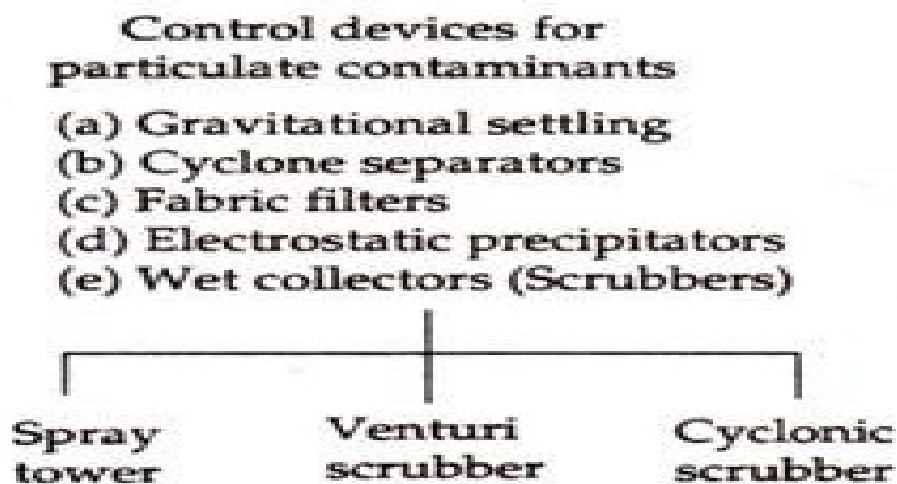 Control devices for
particulate contaminants
(a) Gravitational settling
(b) Cyclone separators
(c) Fabric filters
(d) Electrostatic precipitators
(e) Wet collectors (Scrubbers)
Spray
tower
Venturi
scrubber
Cyclonic
scrubber